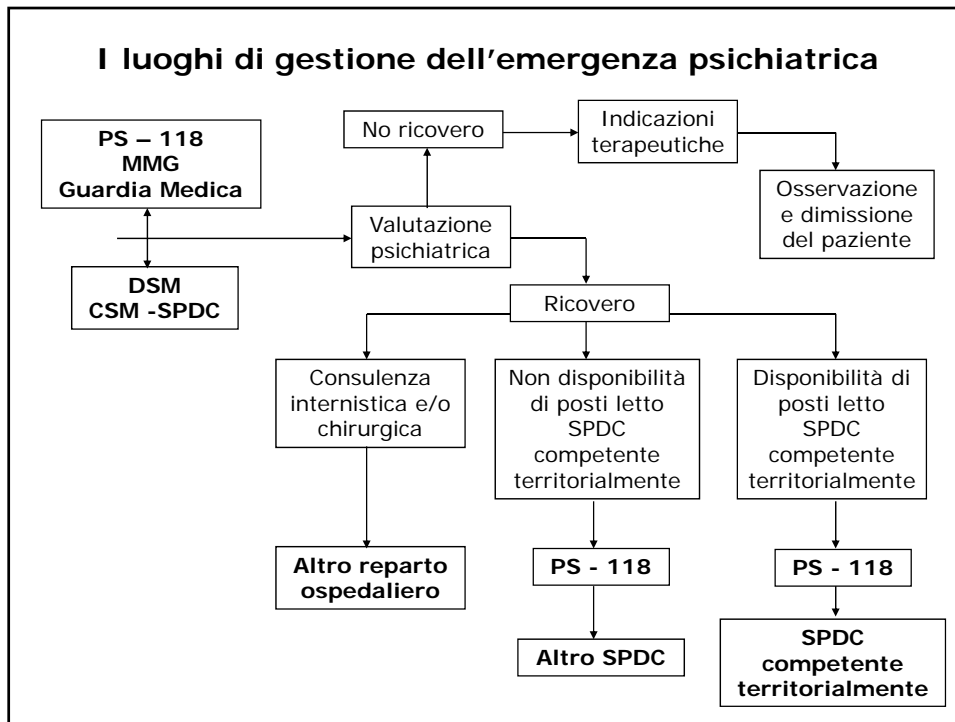 I luoghi di gestione dell’emergenza psichiatrica
PS – 118
MMG
Guardia Medica
DSM
CSM -SPDC
No ricovero
Indicazioni
terapeutiche
Osservazione
e dimissione
del paziente
Valutazione
psichiatrica
Ricovero
Consulenza
internistica e/o
chirurgica
Non disponibilità
di posti letto
SPDC
competente
territorialmente
Disponibilità di
posti letto
SPDC
competente
territorialmente
Altro reparto
ospedaliero
PS - 118
Altro SPDC
PS - 118
SPDC
competente
territorialmente